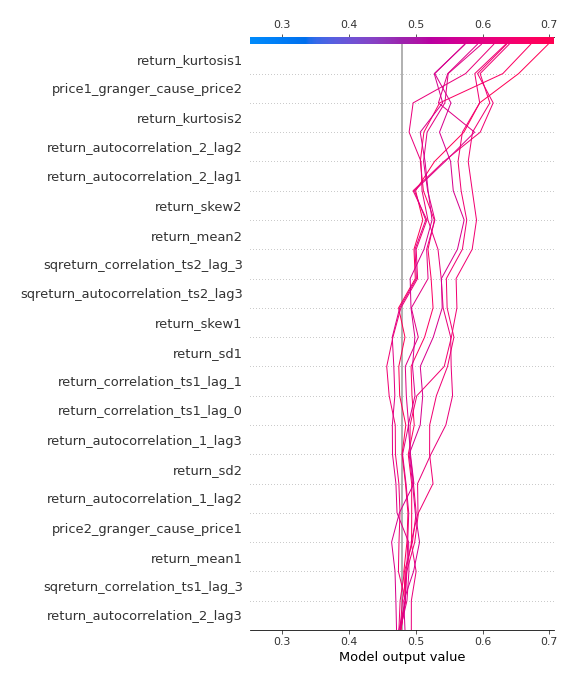 0.3 0.4 0.5 0.6 0.7
return_kurtosis1
price1_granger_cause_price2
return_kurtosis2
return_autocorrelation_2_lag2
return_autocorrelation_2_lag1
return_skew2
return_mean2
sqreturn_correlation_ts2_lag_3
sqreturn_autocorrelation_ts2_lag3
return_skew1
return_sd1
return_correlation_ts1_lag_1
return_correlation_ts1_lag_0
return_autocorrelation_1_lag3
return_sd2
return_autocorrelation_1_lag2
price2_granger_cause_price1
return_mean1
sqreturn_correlation_ts1_lag_3
return_autocorrelation_2_lag3
0.3 0.4 0.5 0.6 0.7
Model output value